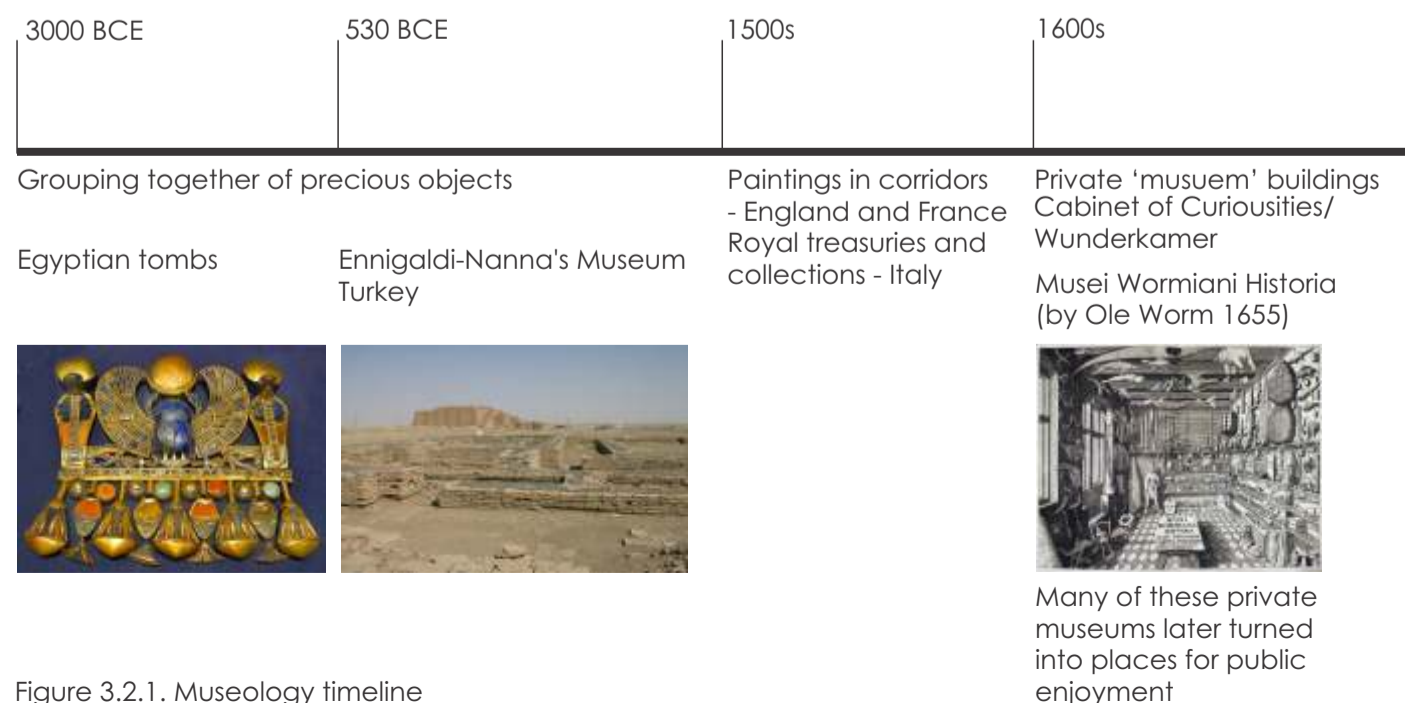 3000 BCE
530 BCE
1500s
1600s
Grouping together of precious objects
Egyptian tombs
Ennigaldi-Nanna's Museum
Turkey
Paintings in corridors
- England and France
Royal treasuries and
collections - Italy
Private ‘musuem’ buildings
Cabinet of Curiousities/
Wunderkamer
Musei Wormiani Historia
(by Ole Worm 1655)
Many of these private
museums later turned
into places for public
enjoyment
Figure 3.2.1. Museology timeline